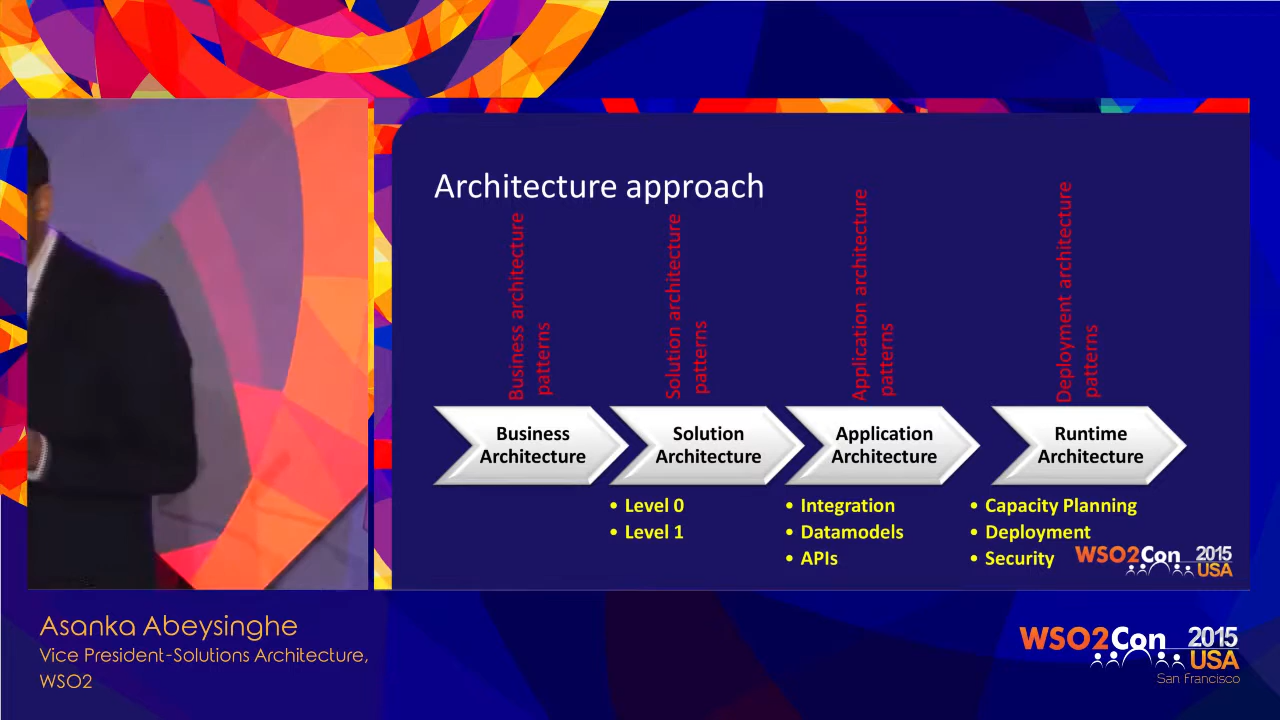 Architecture approach
Business architecture
patterns
Solution architecture
patterns
Application architecture
patterns
Deployment architecture
patterns
Business
Architecture
Solution
Architecture
Application
Architecture
Runtime
Architecture
• Level 0
• Level 1
• Integration
• Datamodels
• APIs
• Capacity Planning
• Deployment
• Security
WSO2Con 2015
USA
Asanka Abeysinghe
Vice President-Solutions Architecture,
WSO2
WSO2Con 2015
USA
San Francisco